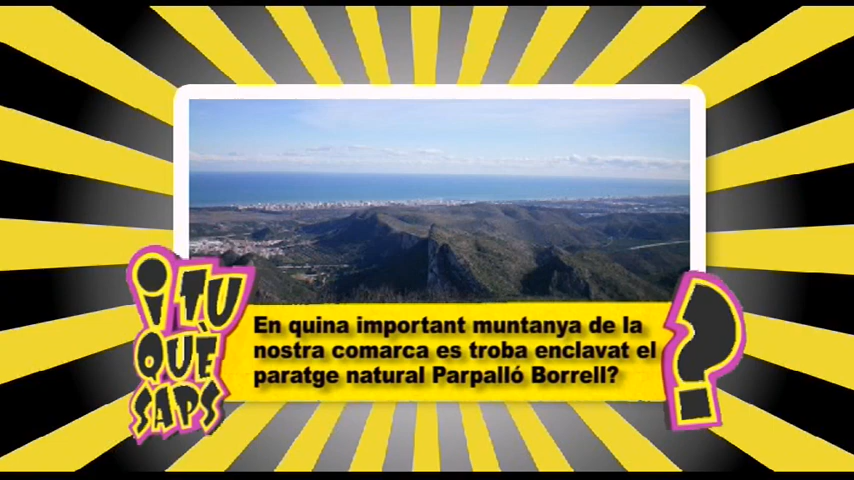 I TU
QUÈ
SAPS
?
En quina important muntanya de la
nostra comarca es troba enclavat el
paratge natural Parpalló Borrell?